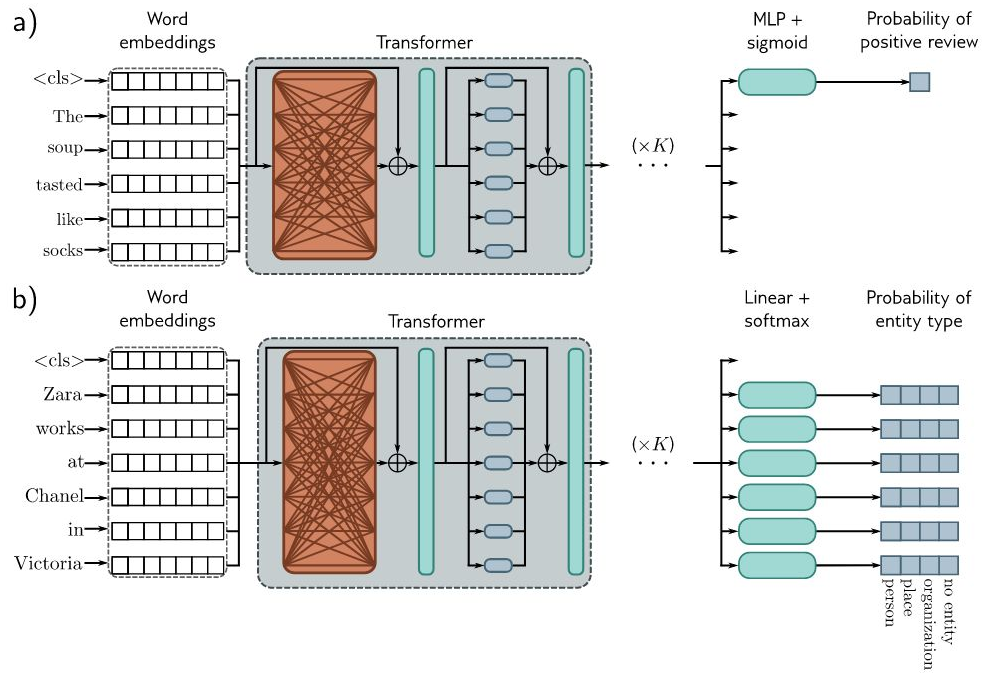 a)
Word
embeddings
Transformer
MLP +
sigmoid
Probability of
positive review
<cls>
The
soup
tasted
like
socks
(×K)
· · ·
b)
Word
embeddings
Transformer
Linear +
softmax
Probability of
entity type
<cls>
Zara
works
at
Chanel
in
Victoria
(×K)
· · ·
person
place
organization
no entity